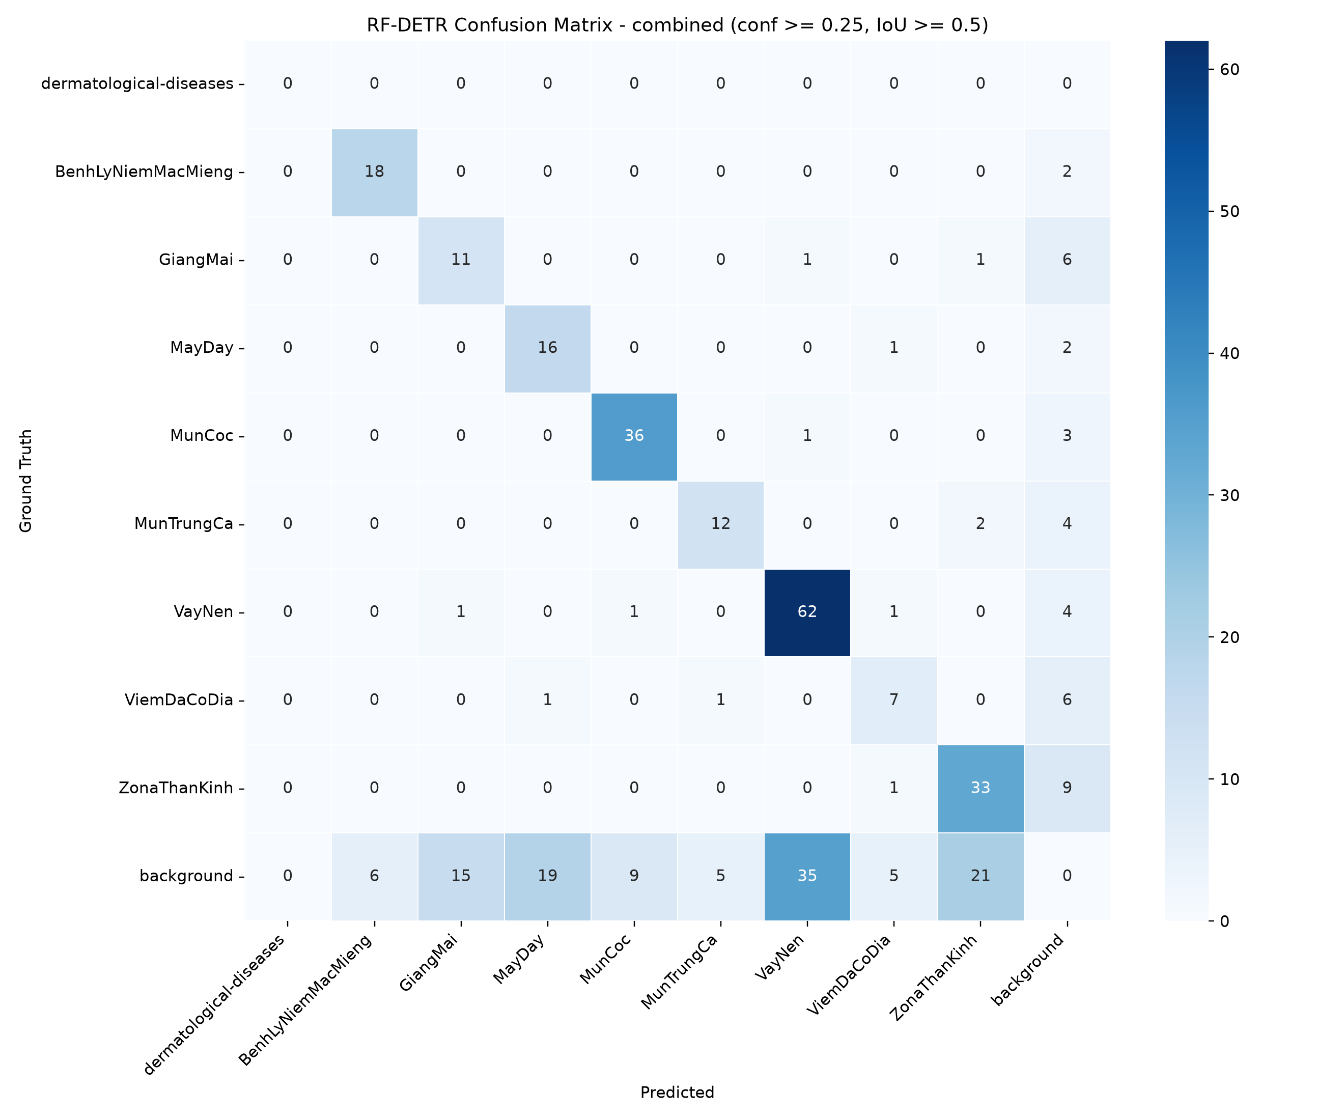 RF-DETR Confusion Matrix - combined (conf >= 0.25, IoU >= 0.5)
dermatological-diseases 0 0 0 0 0 0 0 0 0 0
BenhLyNiemMacMieng 0 18 0 0 0 0 0 0 0 2
GiangMai 0 0 11 0 0 0 1 0 1 6
MayDay 0 0 0 16 0 0 0 1 0 2
MunCoc 0 0 0 0 36 0 1 0 0 3
MunTrungCa 0 0 0 0 0 12 0 0 2 4
VayNen 0 0 1 0 1 0 62 1 0 4
ViemDaCoDia 0 0 0 1 0 1 0 7 0 6
ZonaThanKinh 0 0 0 0 0 0 0 1 33 9
background 0 6 15 19 9 5 35 5 21 0
dermatological-diseases
BenhLyNiemMacMieng
GiangMai
MayDay
MunCoc
MunTrungCa
VayNen
ViemDaCoDia
ZonaThanKinh
background
Predicted
Ground Truth
60
50
40
30
20
10
0